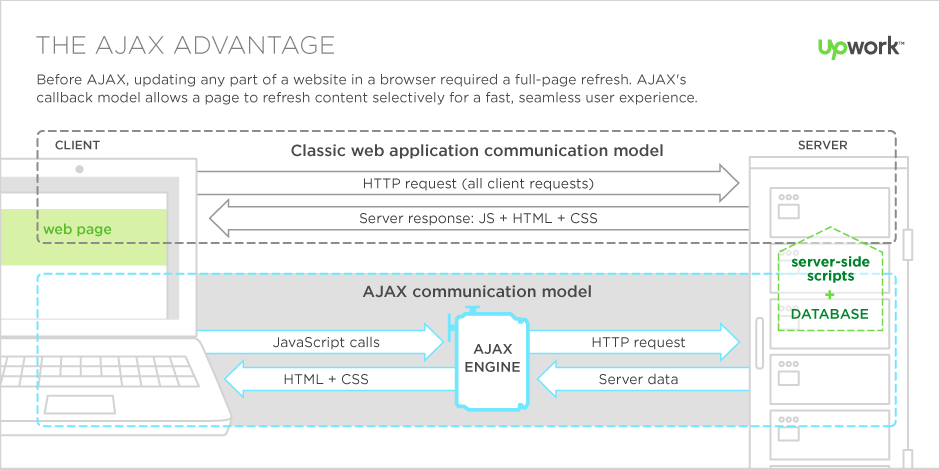 THE AJAX ADVANTAGE
upwork™
Before AJAX, updating any part of a website in a browser required a full-page refresh. AJAX's
callback model allows a page to refresh content selectively for a fast, seamless user experience.
CLIENT
SERVER
Classic web application communication model
HTTP request (all client requests)
Server response: JS + HTML + CSS
web page
server-side
scripts
+
DATABASE
AJAX communication model
JavaScript calls
AJAX
ENGINE
HTTP request
HTML + CSS
Server data